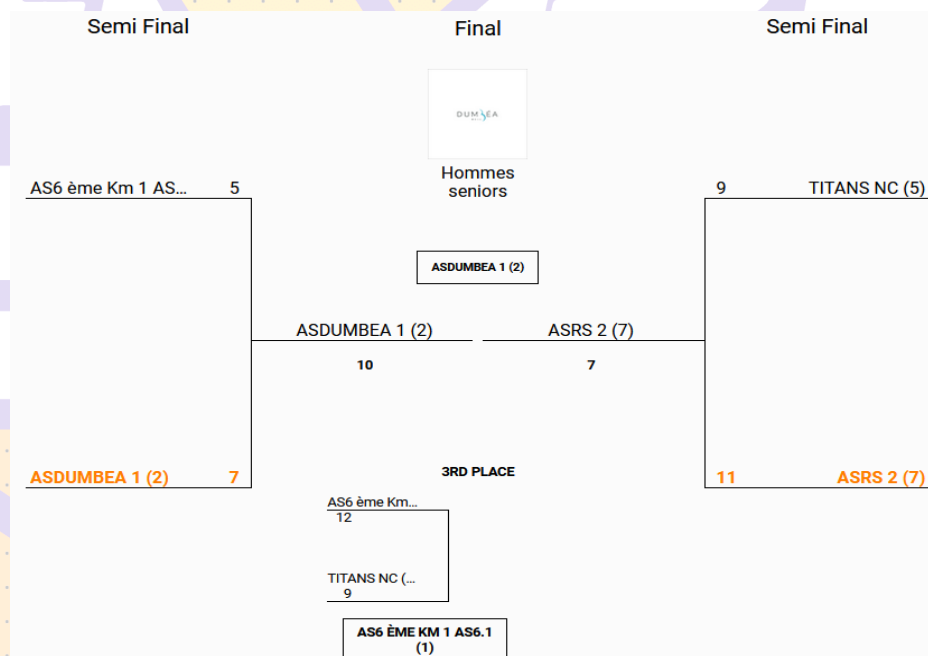 Semi Final
Final
Semi Final
DUMBEA
Hommes
seniors
AS6 ème Km 1 AS... 5
9 TITANS NC (5)
ASDUMBEA 1 (2)
ASDUMBEA 1 (2)
ASRS 2 (7)
10
7
ASDUMBEA 1 (2) 7
11 ASRS 2 (7)
3RD PLACE
AS6 ème Km...
12
TITANS NC (...
9
AS6 ÈME KM 1 AS6.1
(1)